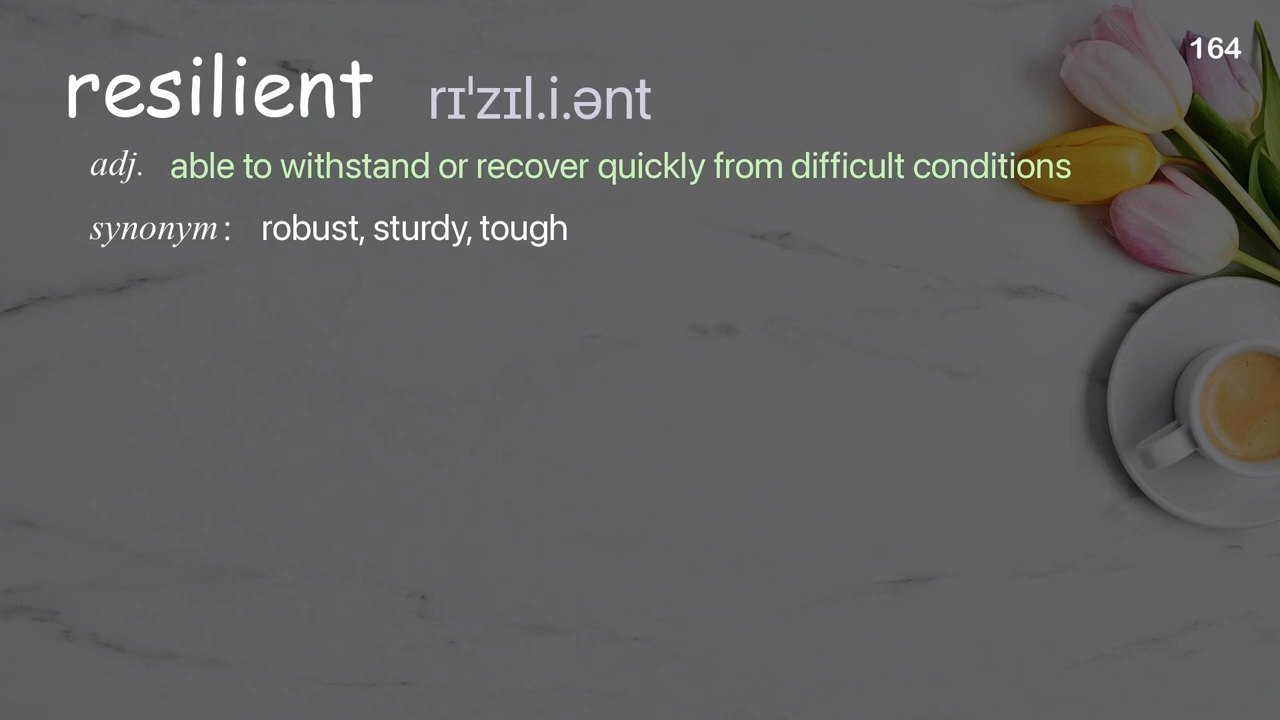 164
resilient rɪˈzɪl.i.ənt
adj. able to withstand or recover quickly from difficult conditions
synonym: robust, sturdy, tough